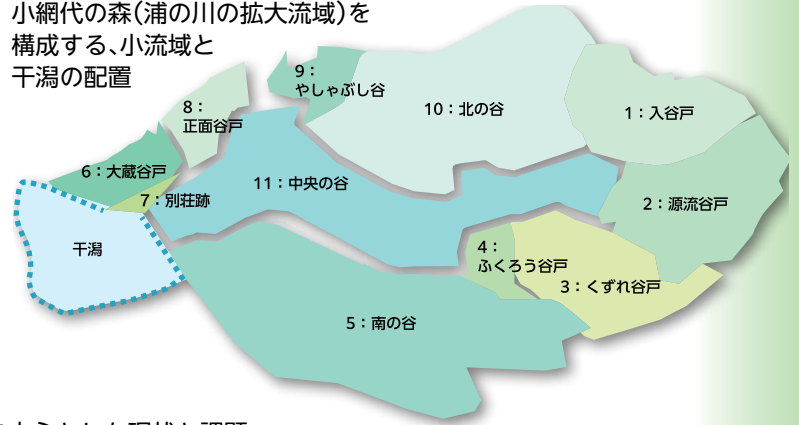 小網代の森（浦の川の拡大流域）を
構成する、小流域と
干潟の配置
9：
やしゃぶし谷
8：
正面谷戸
10：北の谷
1：入谷戸
6：大蔵谷戸
11：中央の谷
7：別荘跡
2：源流谷戸
干潟
4：
ふくろう谷戸
3：くずれ谷戸
5：南の谷